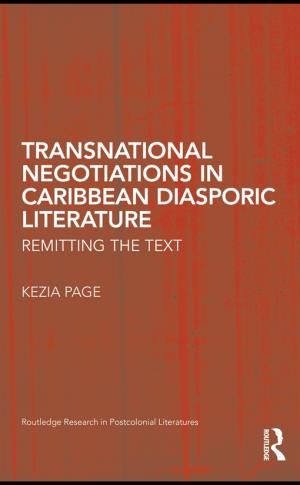 TRANSNATIONAL
NEGOTIATIONS IN
CARIBBEAN DIASPORIC
LITERATURE
REMITTING THE TEXT
KEZIA PAGE
Routledge Research in Postcolonial Literatures
ROUTLEDGE